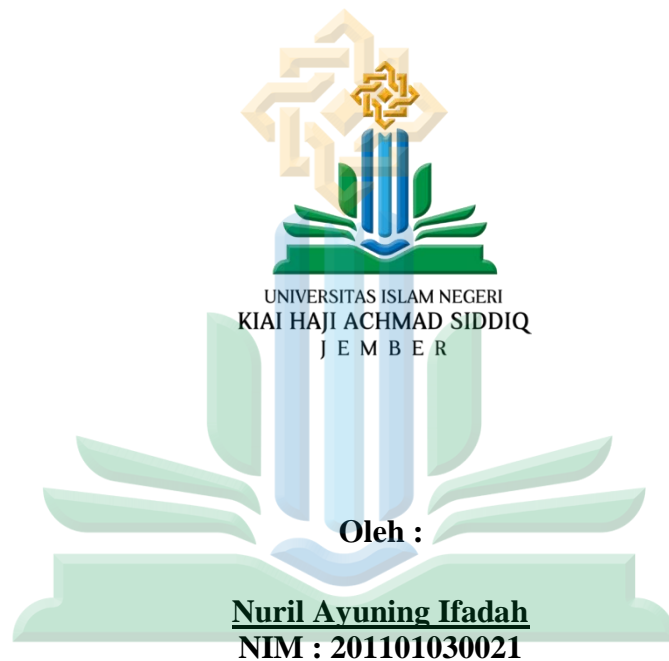 UNIVERSITAS ISLAM NEGERI
KIAI HAJI ACHMAD SIDDIQ
J E M B E R
Oleh :
Nuril Ayuning Ifadah
NIM : 201101030021